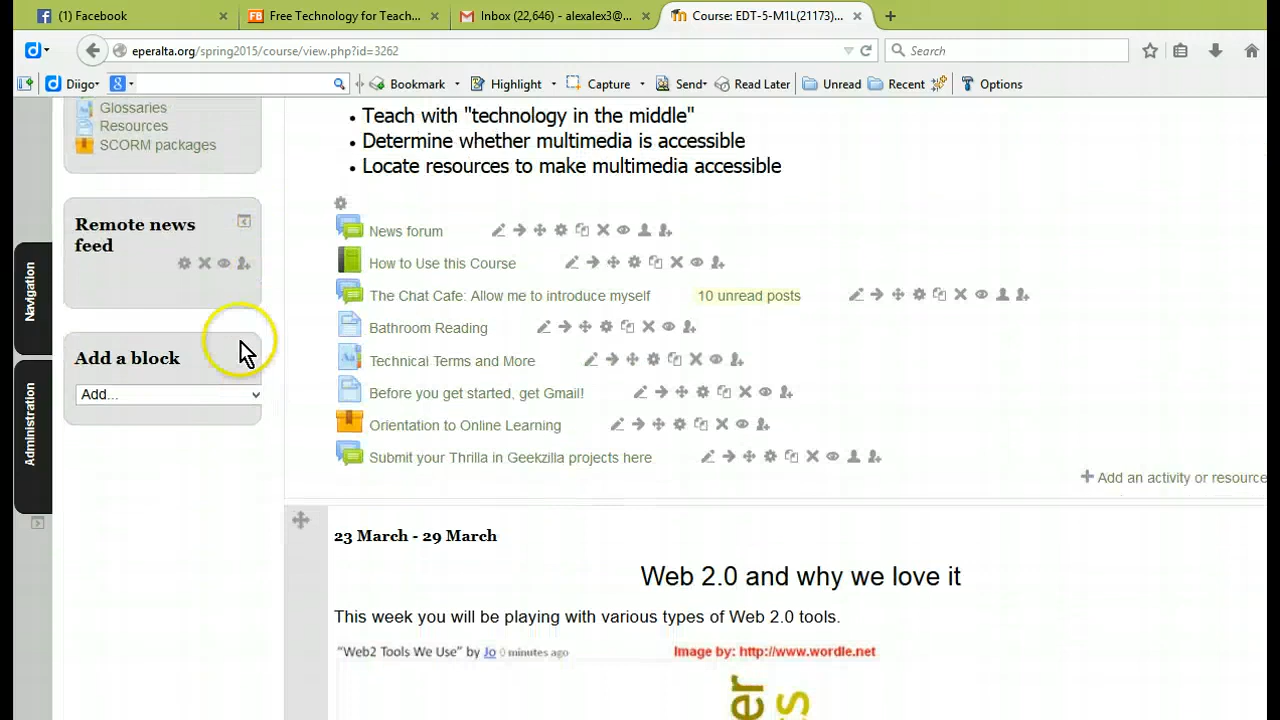 (1) Facebook
Free Technology for Teach...
Inbox (22,646) - alexalex3@...
Course: EDT-5-M1L(21173)...
eperalta.org/spring2015/course/view.php?id=3262
Search
Diigo
Bookmark
Highlight
Capture
Send
Read Later
Unread
Recent
Options
Glossaries
Resources
SCORM packages
Remote news
feed
Add a block
Add...
Navigation
Administration
• Teach with "technology in the middle"
• Determine whether multimedia is accessible
• Locate resources to make multimedia accessible
News forum
How to Use this Course
The Chat Cafe: Allow me to introduce myself 10 unread posts
Bathroom Reading
Technical Terms and More
Before you get started, get Gmail!
Orientation to Online Learning
Submit your Thrilla in Geekzilla projects here
Add an activity or resource
23 March - 29 March
Web 2.0 and why we love it
This week you will be playing with various types of Web 2.0 tools.
"Web2 Tools We Use" by Jo 0 minutes ago
Image by: http://www.wordle.net